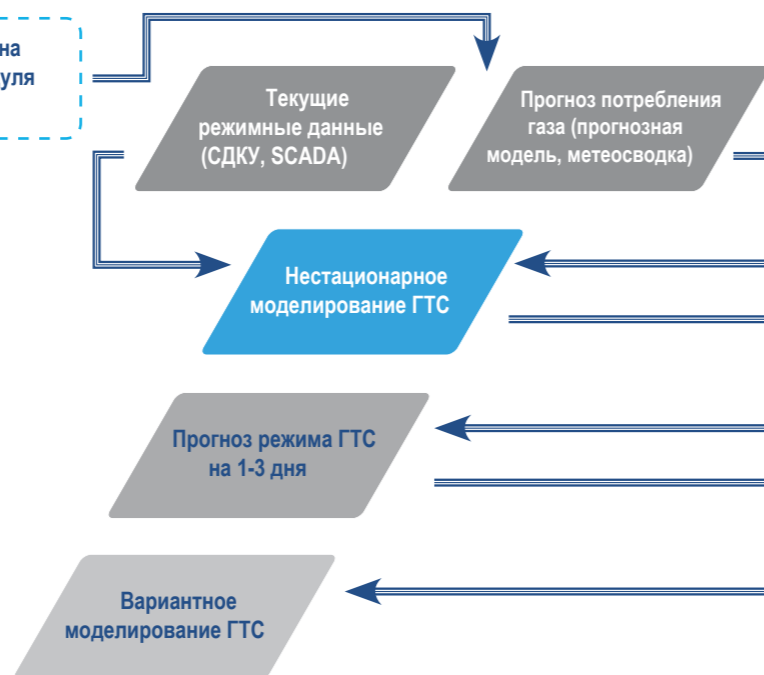 на
уля
Текущие
режимные данные
(СДКУ, SCADA)
Прогноз потребления
газа (прогнозная
модель, метеосводка)
Нестационарное
моделирование ГТС
Прогноз режима ГТС
на 1-3 дня
Вариантное
моделирование ГТС